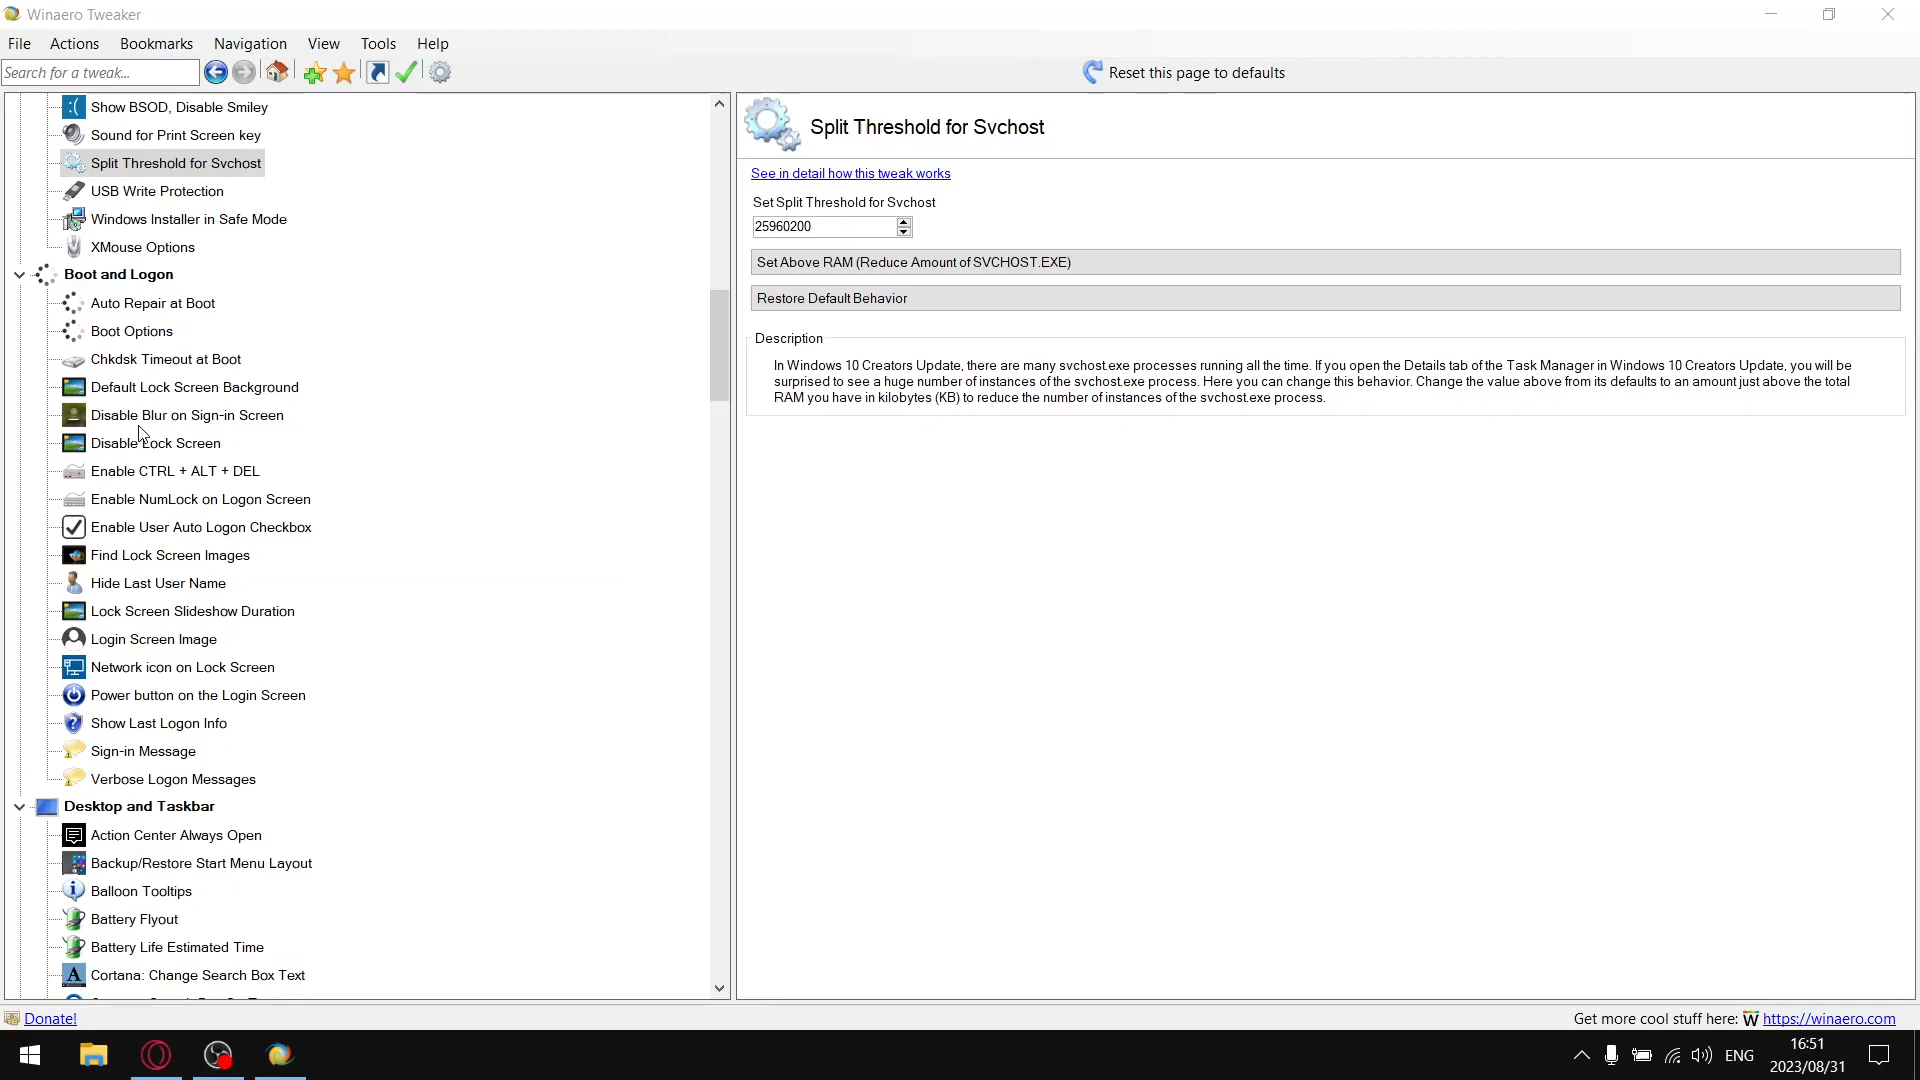 Winaero Tweaker
File Actions Bookmarks Navigation View Tools Help
Search for a tweak...
Reset this page to defaults
Show BSOD, Disable Smiley
Sound for Print Screen key
Split Threshold for Svchost
USB Write Protection
Windows Installer in Safe Mode
XMouse Options
Boot and Logon
Auto Repair at Boot
Boot Options
Chkdsk Timeout at Boot
Default Lock Screen Background
Disable Blur on Sign-in Screen
Disable Lock Screen
Enable CTRL + ALT + DEL
Enable NumLock on Logon Screen
Enable User Auto Logon Checkbox
Find Lock Screen Images
Hide Last User Name
Lock Screen Slideshow Duration
Login Screen Image
Network icon on Lock Screen
Power button on the Login Screen
Show Last Logon Info
Sign-in Message
Verbose Logon Messages
Desktop and Taskbar
Action Center Always Open
Backup/Restore Start Menu Layout
Balloon Tooltips
Battery Flyout
Battery Life Estimated Time
Cortana: Change Search Box Text
Split Threshold for Svchost
See in detail how this tweak works
Set Split Threshold for Svchost
25960200
Set Above RAM (Reduce Amount of SVCHOST.EXE)
Restore Default Behavior
Description
In Windows 10 Creators Update, there are many svchost.exe processes running all the time. If you open the Details tab of the Task Manager in Windows 10 Creators Update, you will be
surprised to see a huge number of instances of the svchost.exe process. Here you can change this behavior. Change the value above from its defaults to an amount just above the total
RAM you have in kilobytes (KB) to reduce the number of instances of the svchost.exe process.
Donate!
Get more cool stuff here: W https://winaero.com
ENG
16:51
2023/08/31